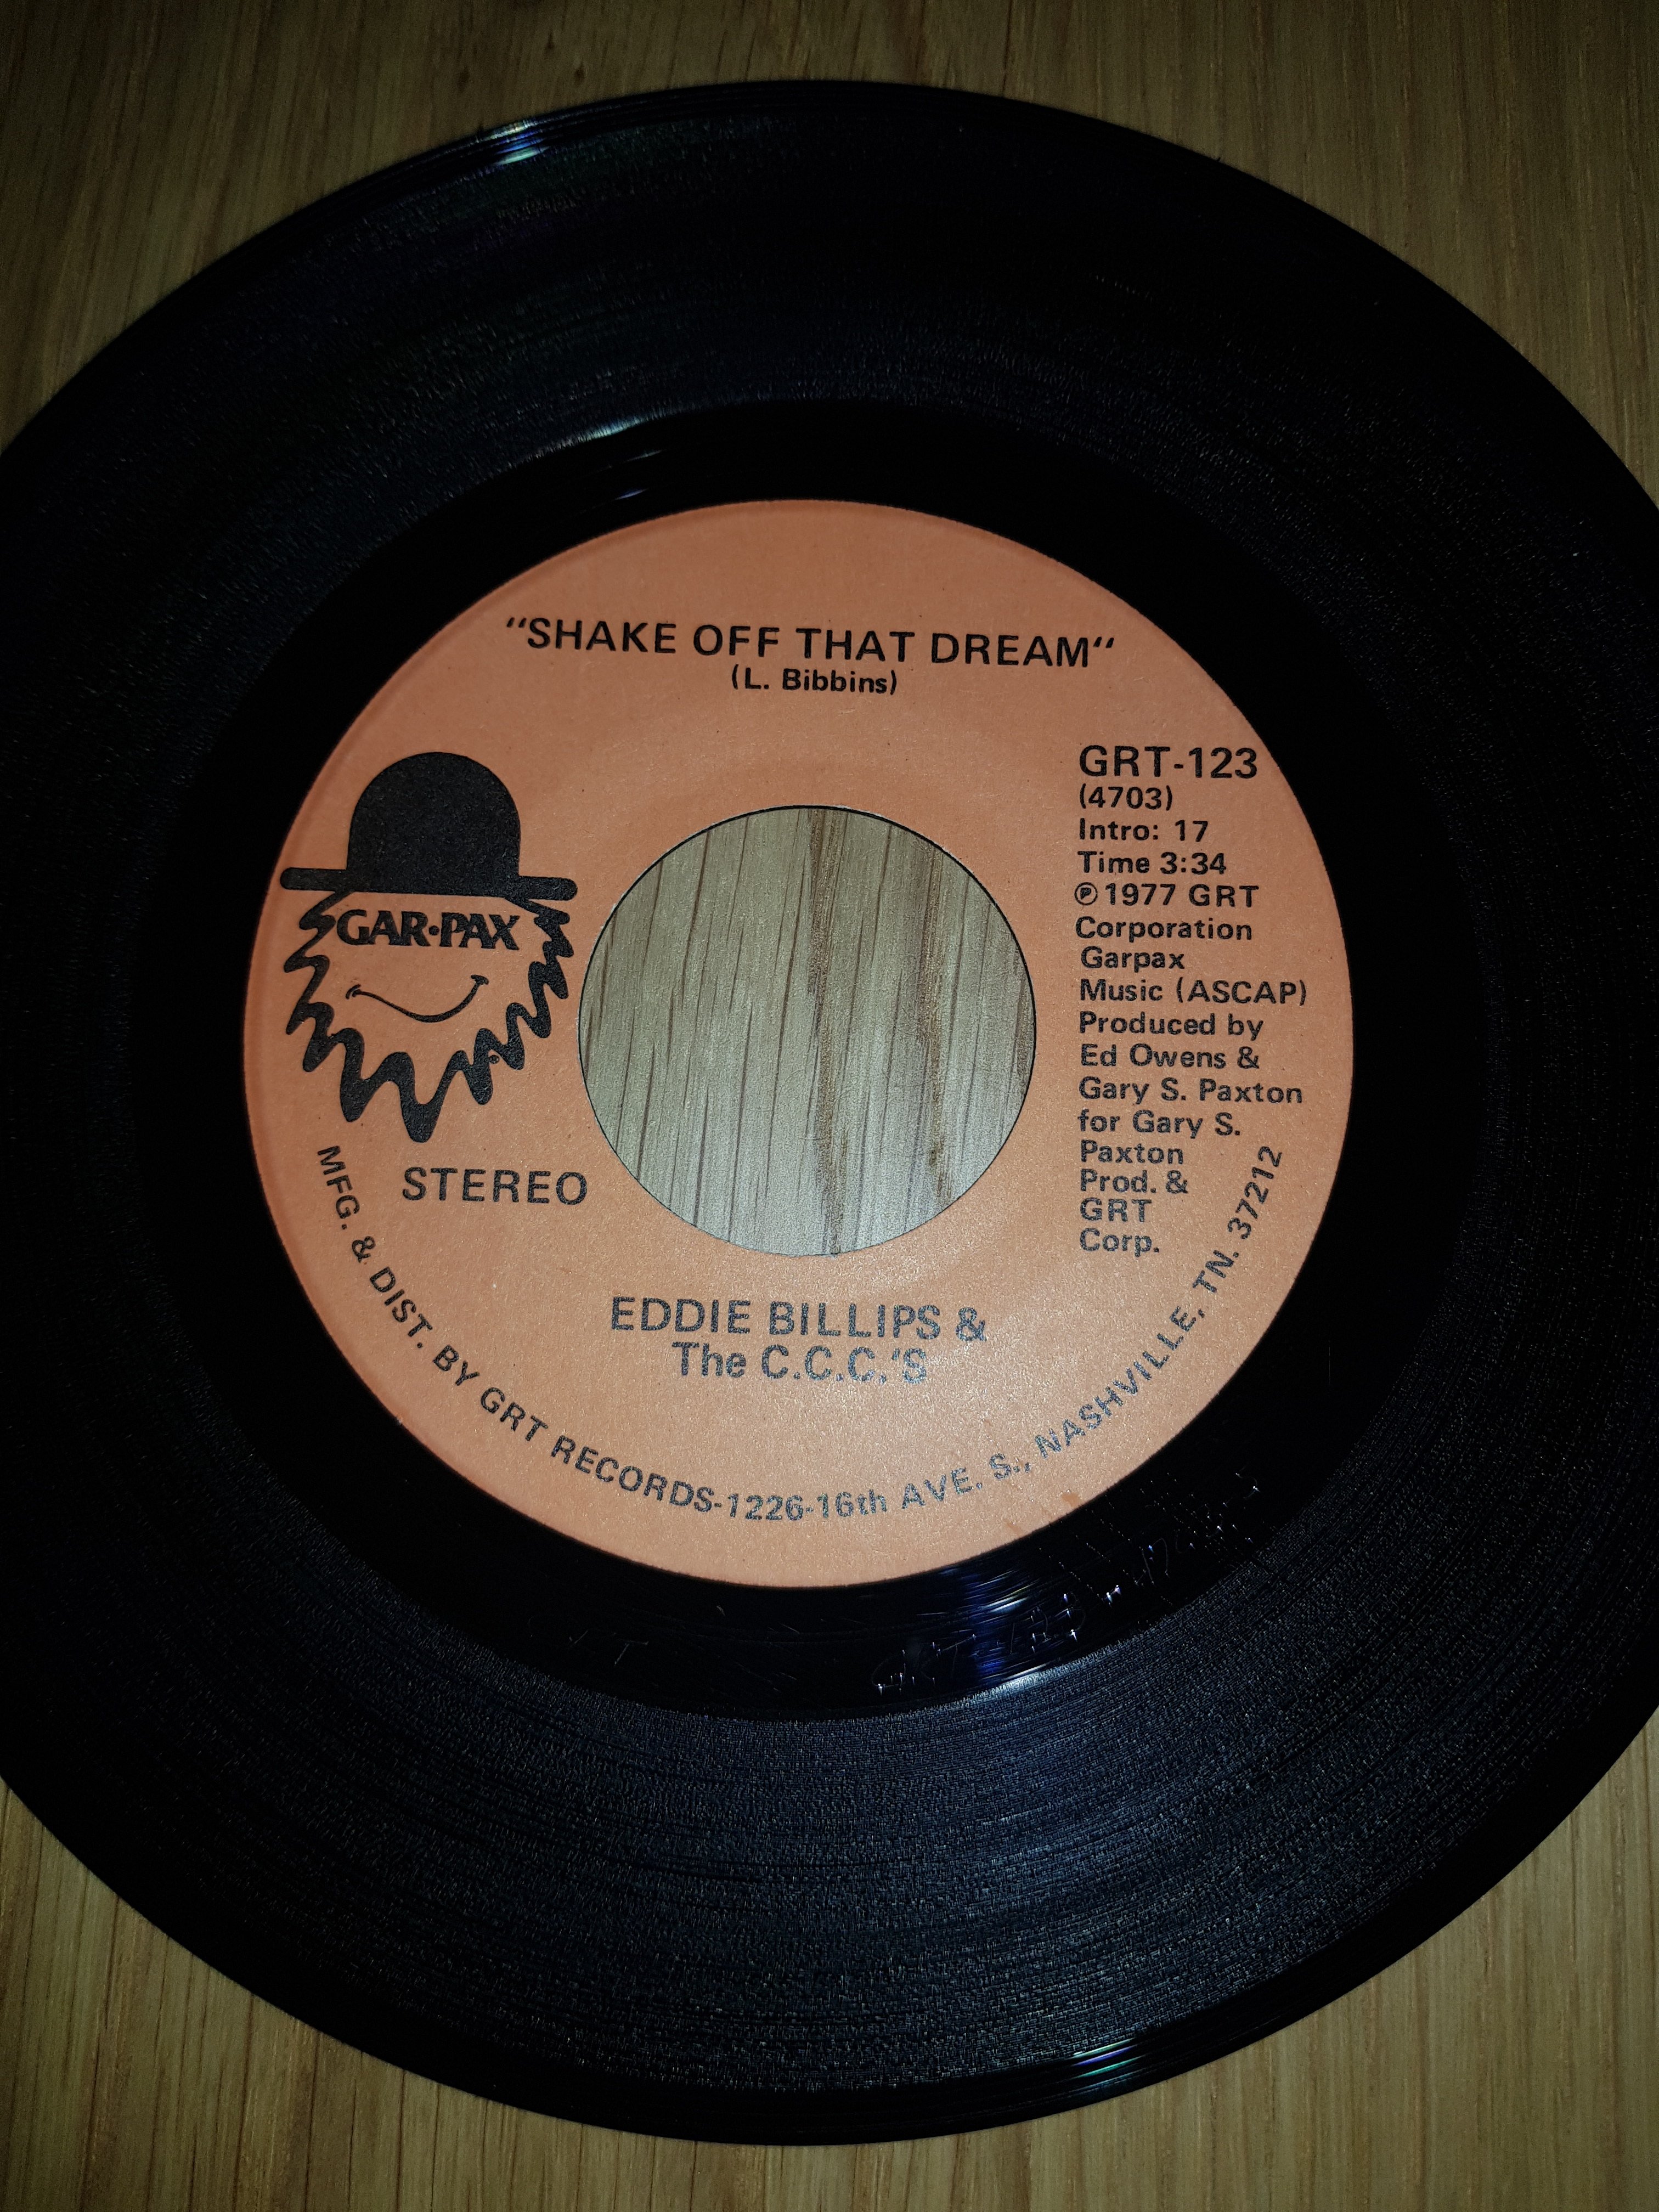 "SHAKE OFF THAT DREAM"
(L. Bibbins)
GAR•PAX
STEREO
GRT-123
(4703)
Intro: 17
Time 3:34
℗1977 GRT
Corporation
Garpax
Music (ASCAP)
Produced by
Ed Owens &
Gary S. Paxton
for Gary S.
Paxton
Prod. &
GRT
Corp.
EDDIE BILLIPS &
The C.C.C.'S
MFG. & DIST. BY GRT RECORDS-1226-16th AVE. S., NASHVILLE, TN. 37212